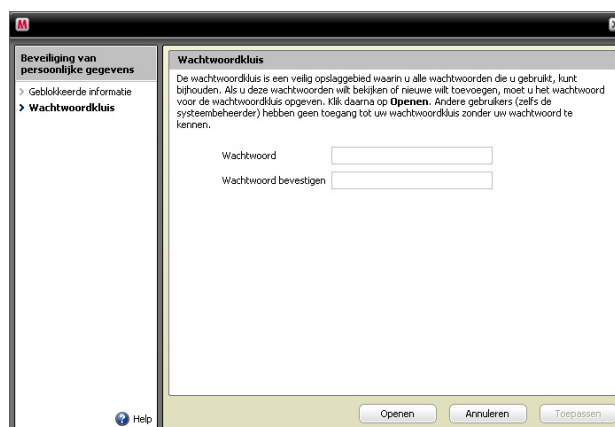 Beveiliging van
persoonlijke gegevens
> Geblokkeerde informatie
> Wachtwoordkluis
Help
Wachtwoordkluis
De wachtwoordkluis is een veilig opslaggebied waarin u alle wachtwoorden die u gebruikt, kunt
bijhouden. Als u deze wachtwoorden wilt bekijken of nieuwe wilt toevoegen, moet u het wachtwoord
voor de wachtwoordkluis opgeven. Klik daarna op Openen. Andere gebruikers (zelfs de
systeembeheerder) hebben geen toegang tot uw wachtwoordkluis zonder uw wachtwoord te
kennen.
Wachtwoord
Wachtwoord bevestigen
Openen
Annuleren
Toepassen